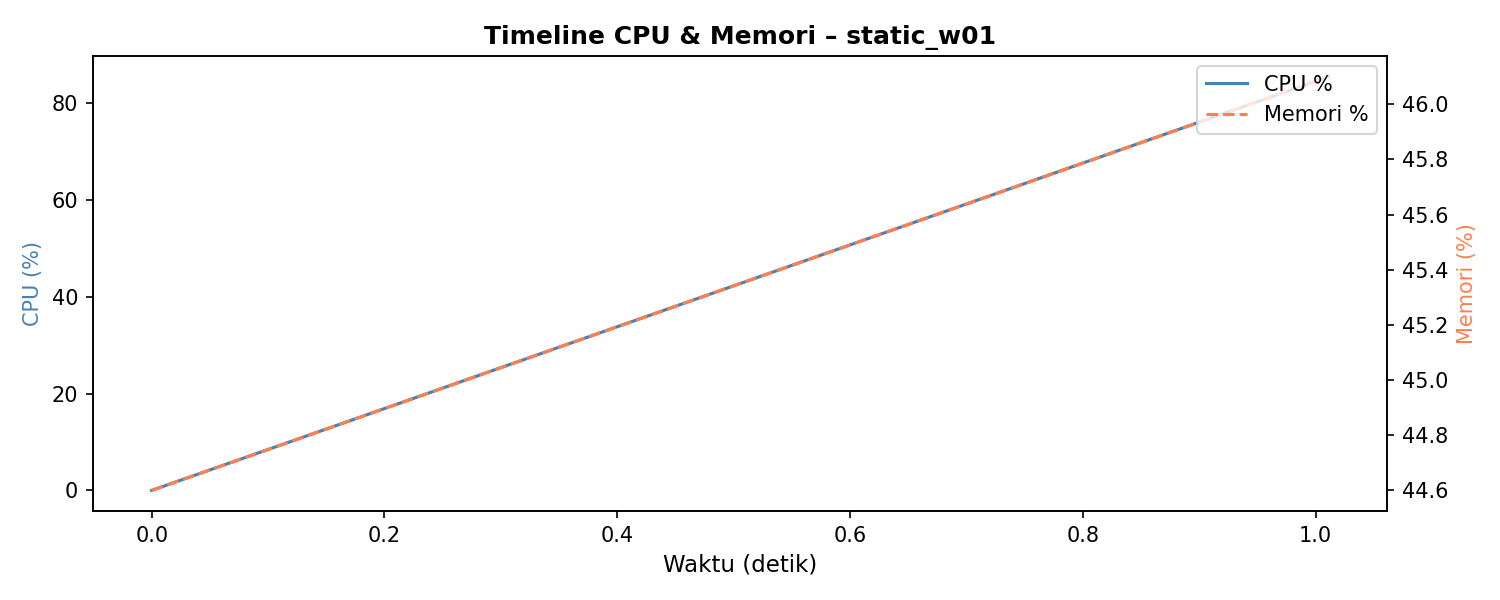 Timeline CPU & Memori – static_w01
CPU %
Memori %
CPU (%)
80
60
40
20
0
46.0
45.8
45.6
45.4
45.2
45.0
44.8
44.6
Memori (%)
0.0 0.2 0.4 0.6 0.8 1.0
Waktu (detik)